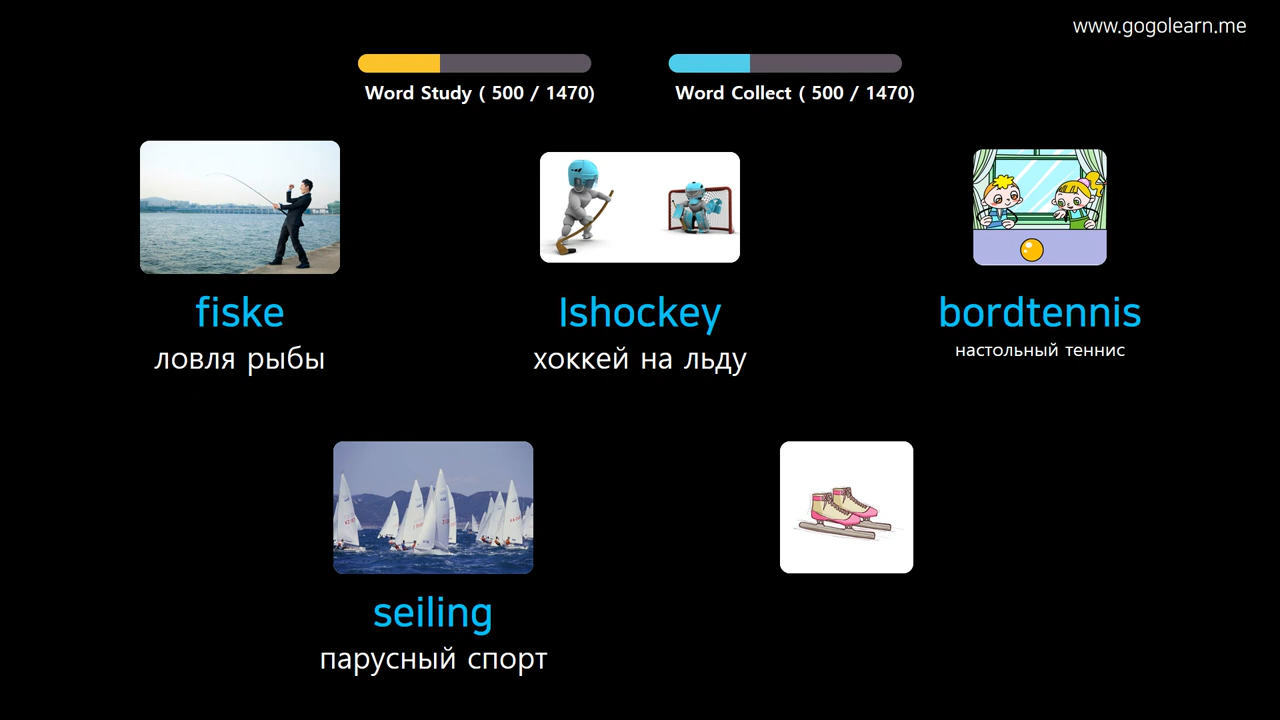 www.gogolearn.me
Word Study ( 500 / 1470)
Word Collect ( 500 / 1470)
fiske
ловля рыбы
Ishockey
хоккей на льду
bordtennis
настольный теннис
seiling
парусный спорт